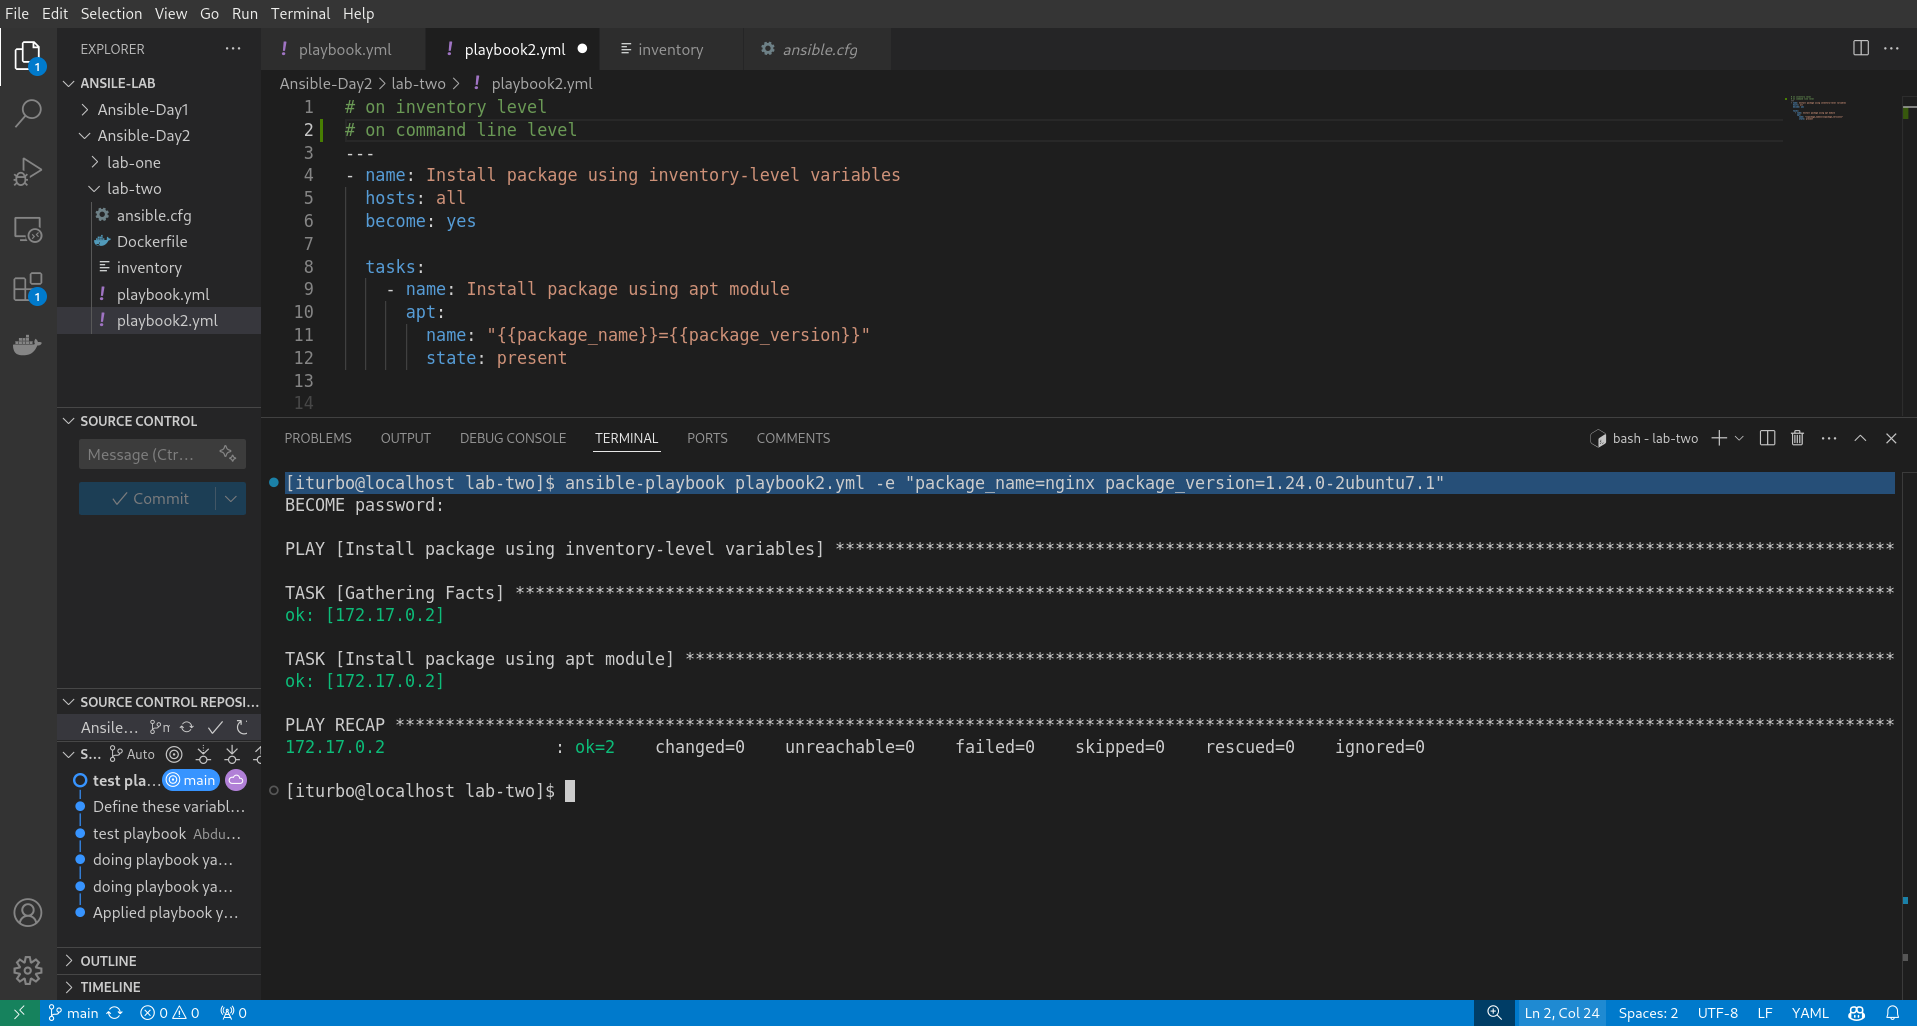 File Edit Selection View Go Run Terminal Help
EXPLORER
ANSILE-LAB
Ansible-Day1
Ansible-Day2
lab-one
lab-two
ansible.cfg
Dockerfile
inventory
playbook.yml
playbook2.yml
SOURCE CONTROL
Message (Ctr...
Commit
SOURCE CONTROL REPOSI...
Ansile...
S... Auto
test pla... main
Define these variabl...
test playbook Abdu...
doing playbook ya...
doing playbook ya...
Applied playbook y...
OUTLINE
TIMELINE
playbook.yml playbook2.yml inventory ansible.cfg
Ansible-Day2 > lab-two > playbook2.yml
1 # on inventory level
2 # on command line level
3 ---
4 - name: Install package using inventory-level variables
5 hosts: all
6 become: yes
7
8 tasks:
9 - name: Install package using apt module
10 apt:
11 name: "{{package_name}}={{package_version}}"
12 state: present
13
14
PROBLEMS OUTPUT DEBUG CONSOLE TERMINAL PORTS COMMENTS
bash - lab-two
[iturbo@localhost lab-two]$ ansible-playbook playbook2.yml -e "package_name=nginx package_version=1.24.0-2ubuntu7.1"
BECOME password:
PLAY [Install package using inventory-level variables] **********************************************************************************************************
TASK [Gathering Facts] ******************************************************************************************************************************************
ok: [172.17.0.2]
TASK [Install package using apt module] *************************************************************************************************************************
ok: [172.17.0.2]
PLAY RECAP ******************************************************************************************************************************************************
172.17.0.2 : ok=2 changed=0 unreachable=0 failed=0 skipped=0 rescued=0 ignored=0
[iturbo@localhost lab-two]$
1
1
main 0 0 0 Ln 2, Col 24 Spaces: 2 UTF-8 LF YAML